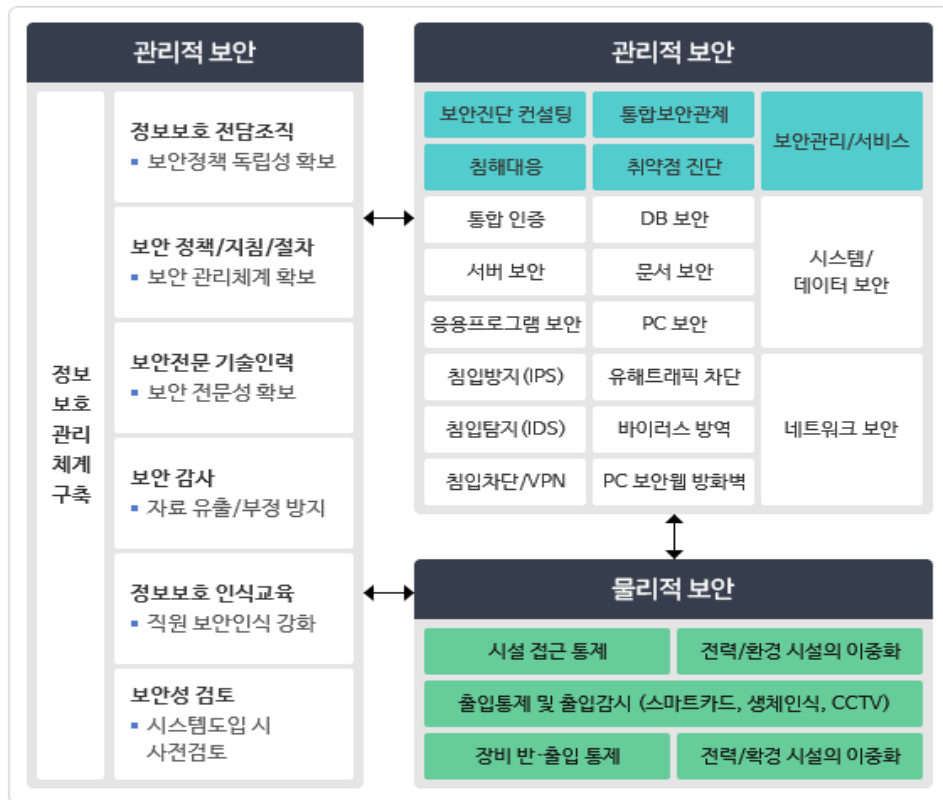 관리적 보안
정보
보호
관리
체계
구축
정보보호 전담조직
▪ 보안정책 독립성 확보
보안 정책/지침/절차
▪ 보안 관리체계 확보
보안전문 기술인력
▪ 보안 전문성 확보
보안 감사
▪ 자료 유출/부정 방지
정보보호 인식교육
▪ 직원 보안인식 강화
보안성 검토
▪ 시스템도입 시
사전검토
관리적 보안
보안진단 컨설팅
통합보안관제
보안관리/서비스
침해대응
취약점 진단
통합 인증
DB 보안
시스템/
데이터 보안
서버 보안
문서 보안
응용프로그램 보안
PC 보안
침입방지(IPS)
유해트래픽 차단
네트워크 보안
침입탐지(IDS)
바이러스 방역
침입차단/VPN
PC 보안웹 방화벽
물리적 보안
시설 접근 통제
전력/환경 시설의 이중화
출입통제 및 출입감시 (스마트카드, 생체인식, CCTV)
장비 반·출입 통제
전력/확경 시설의 이중화